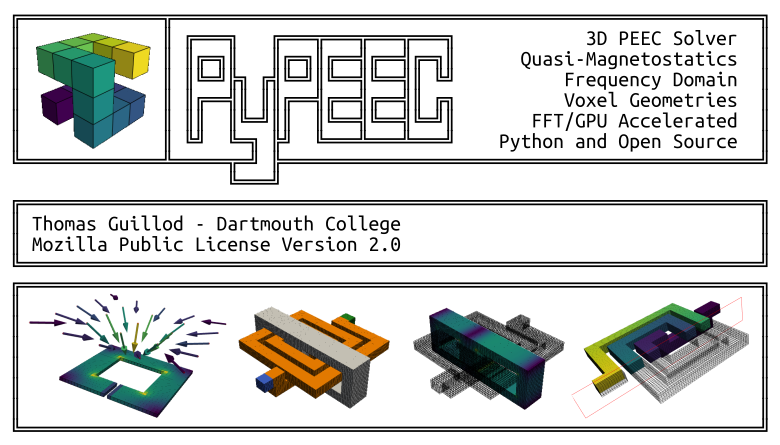 PyPEEC
3D PEEC Solver
Quasi-Magnetostatics
Frequency Domain
Voxel Geometries
FFT/GPU Accelerated
Python and Open Source
Thomas Guillod - Dartmouth College
Mozilla Public License Version 2.0